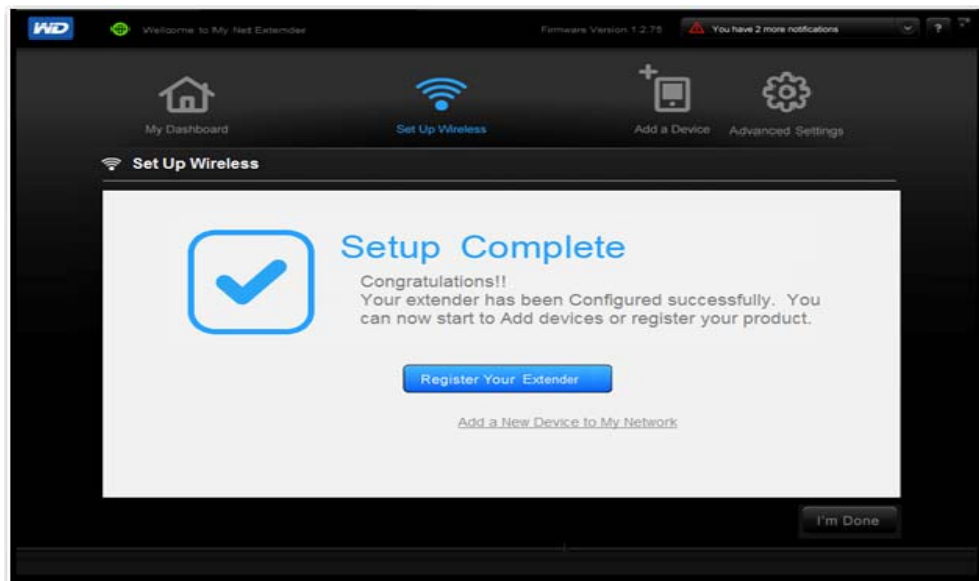 WD
Welcome to My Net Extender
Firmware Version 1.2.75
You have 2 more notifications
?
My Dashboard
Set Up Wireless
Add a Device
Advanced Settings
Set Up Wireless
Setup Complete
Congratulations!!
Your extender has been Configured successfully. You
can now start to Add devices or register your product.
Register Your Extender
Add a New Device to My Network
I'm Done